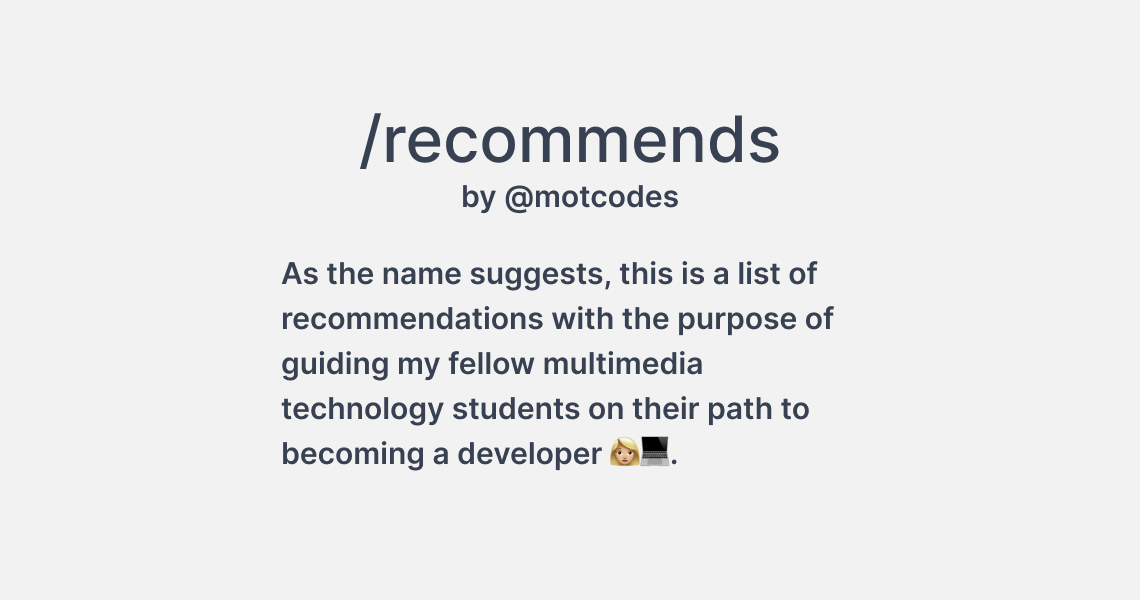 /recommends
by @motcodes
As the name suggests, this is a list of
recommendations with the purpose of
guiding my fellow multimedia
technology students on their path to
becoming a developer 👩🏼💻.